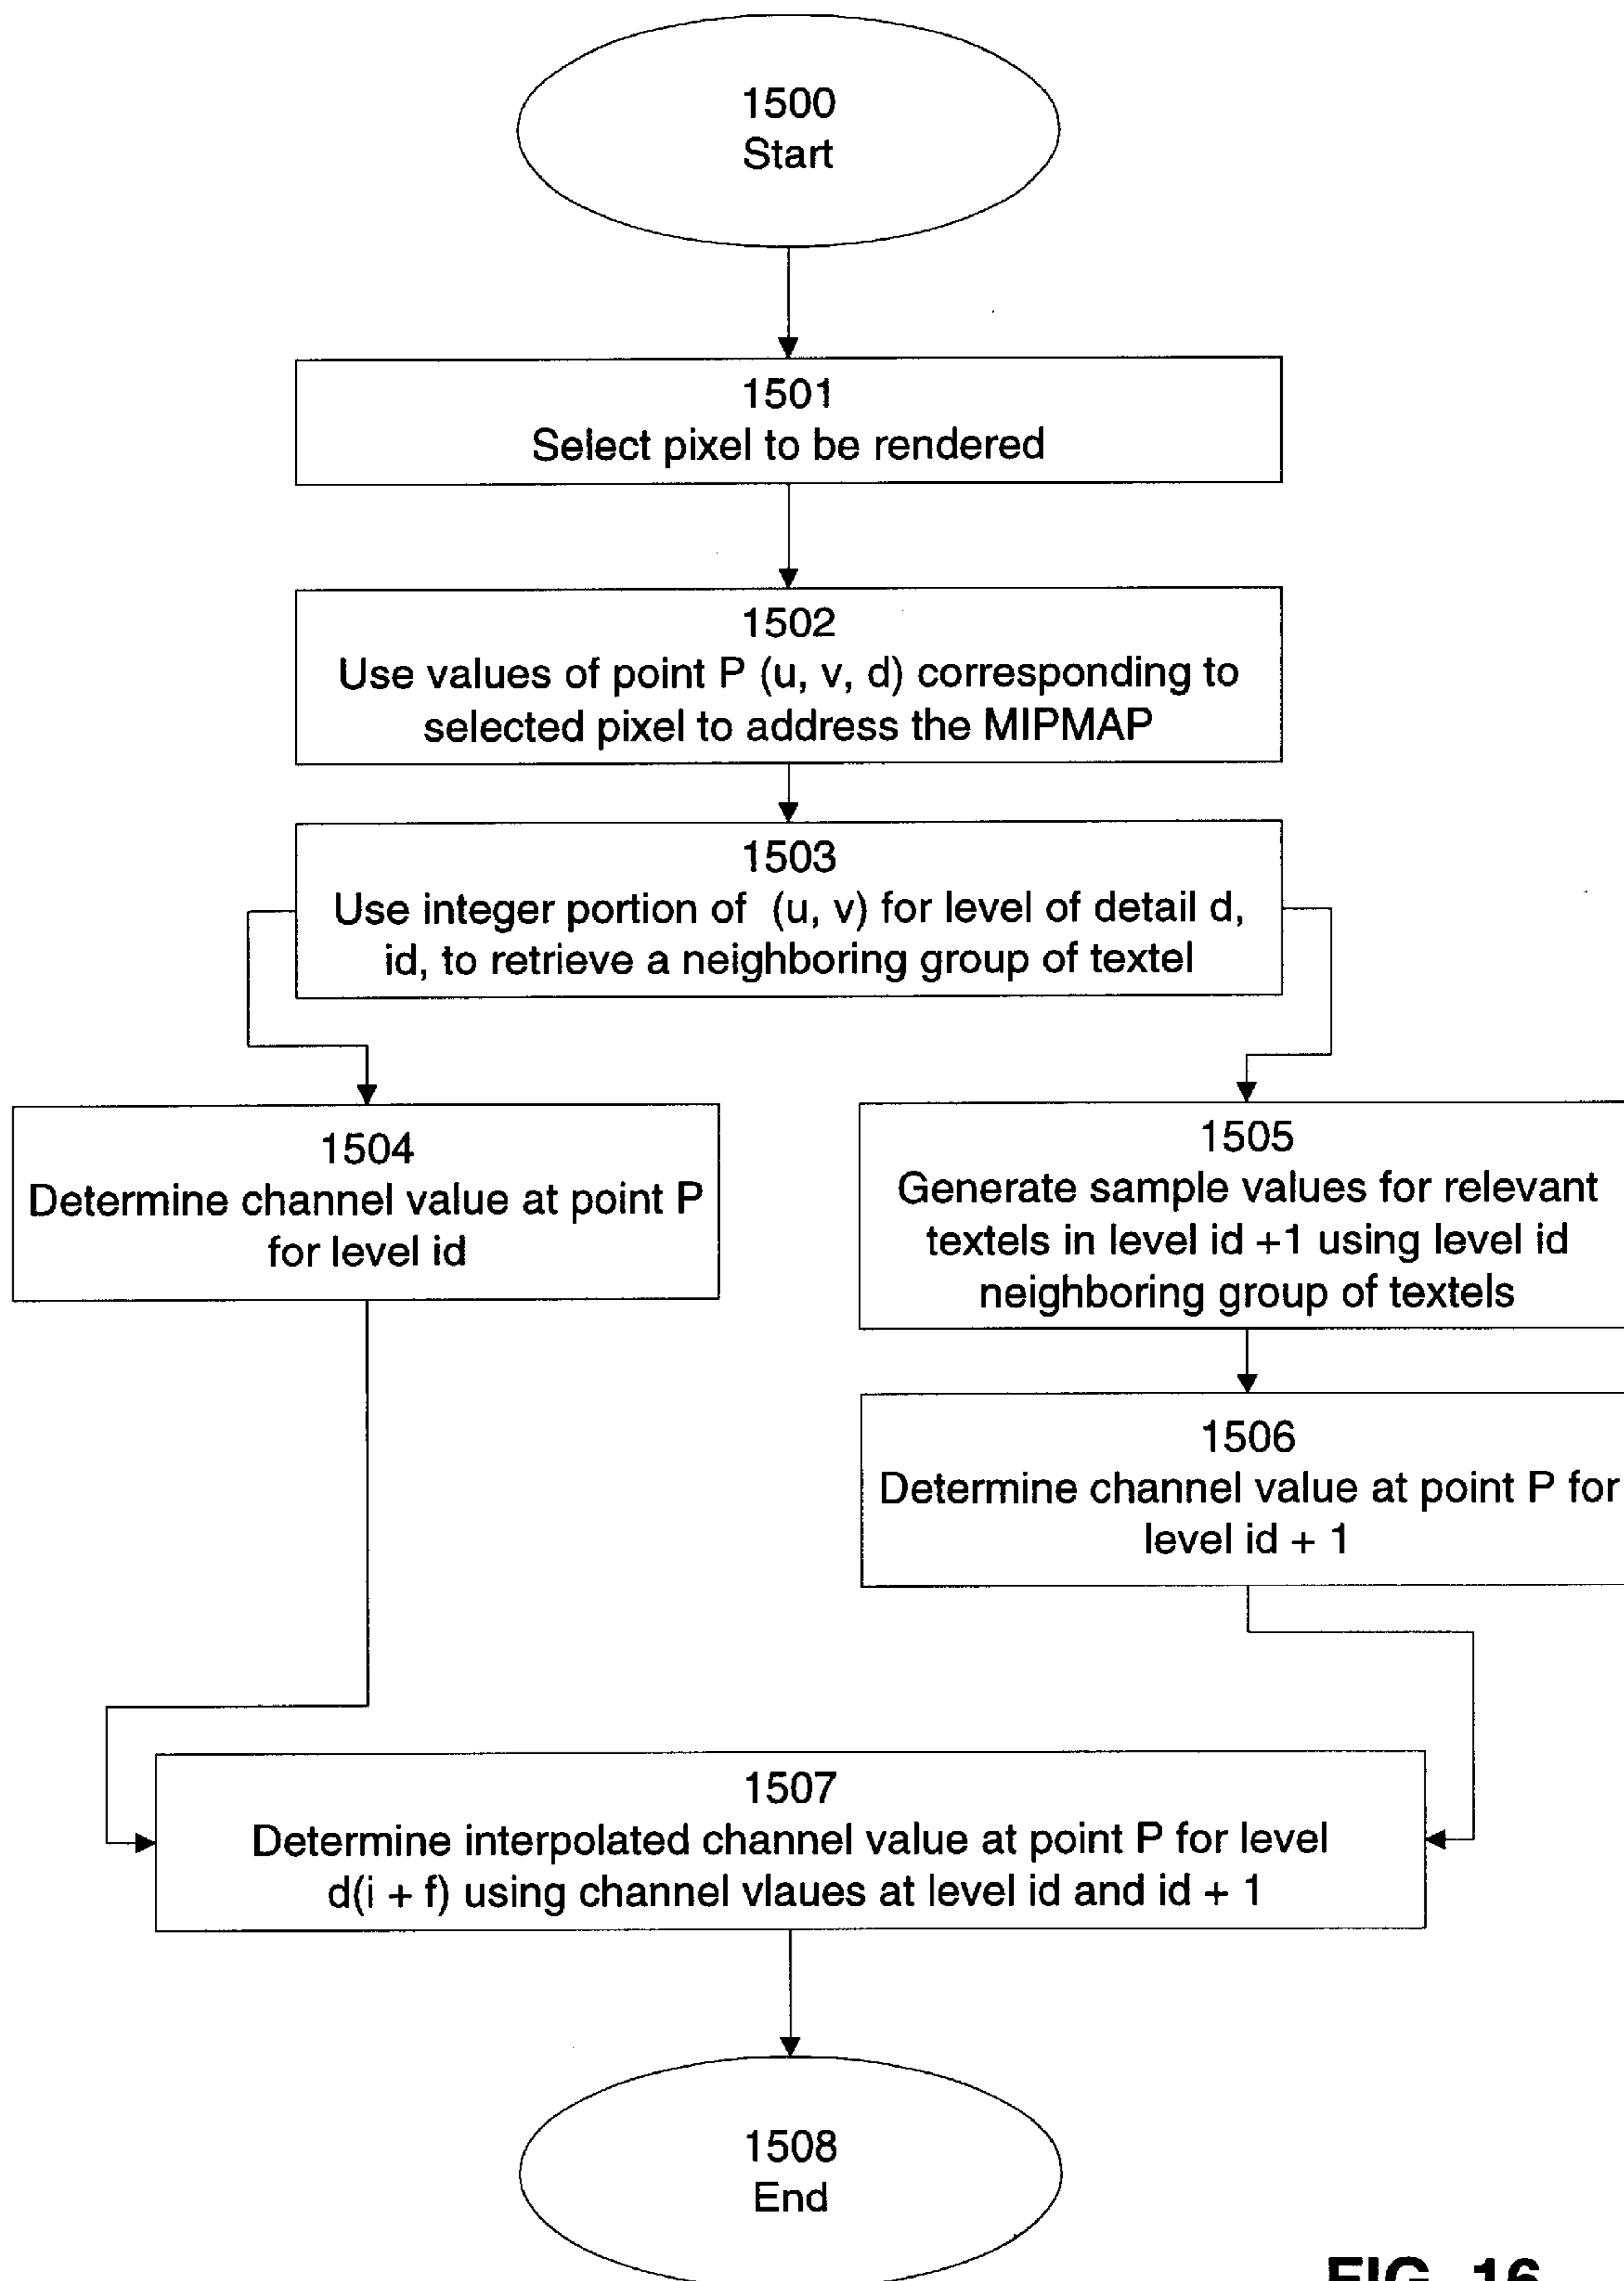 1500
Start
1501
Select pixel to be rendered
1502
Use values of point P (u, v, d) corresponding to
selected pixel to address the MIPMAP
1503
Use integer portion of (u, v) for level of detail d,
id, to retrieve a neighboring group of textel
1504
Determine channel value at point P
for level id
1505
Generate sample values for relevant
textels in level id +1 using level id
neighboring group of textels
1506
Determine channel value at point P for
level id + 1
1507
Determine interpolated channel value at point P for level
d(i + f) using channel vlaues at level id and id + 1
1508
End
FIG. 16